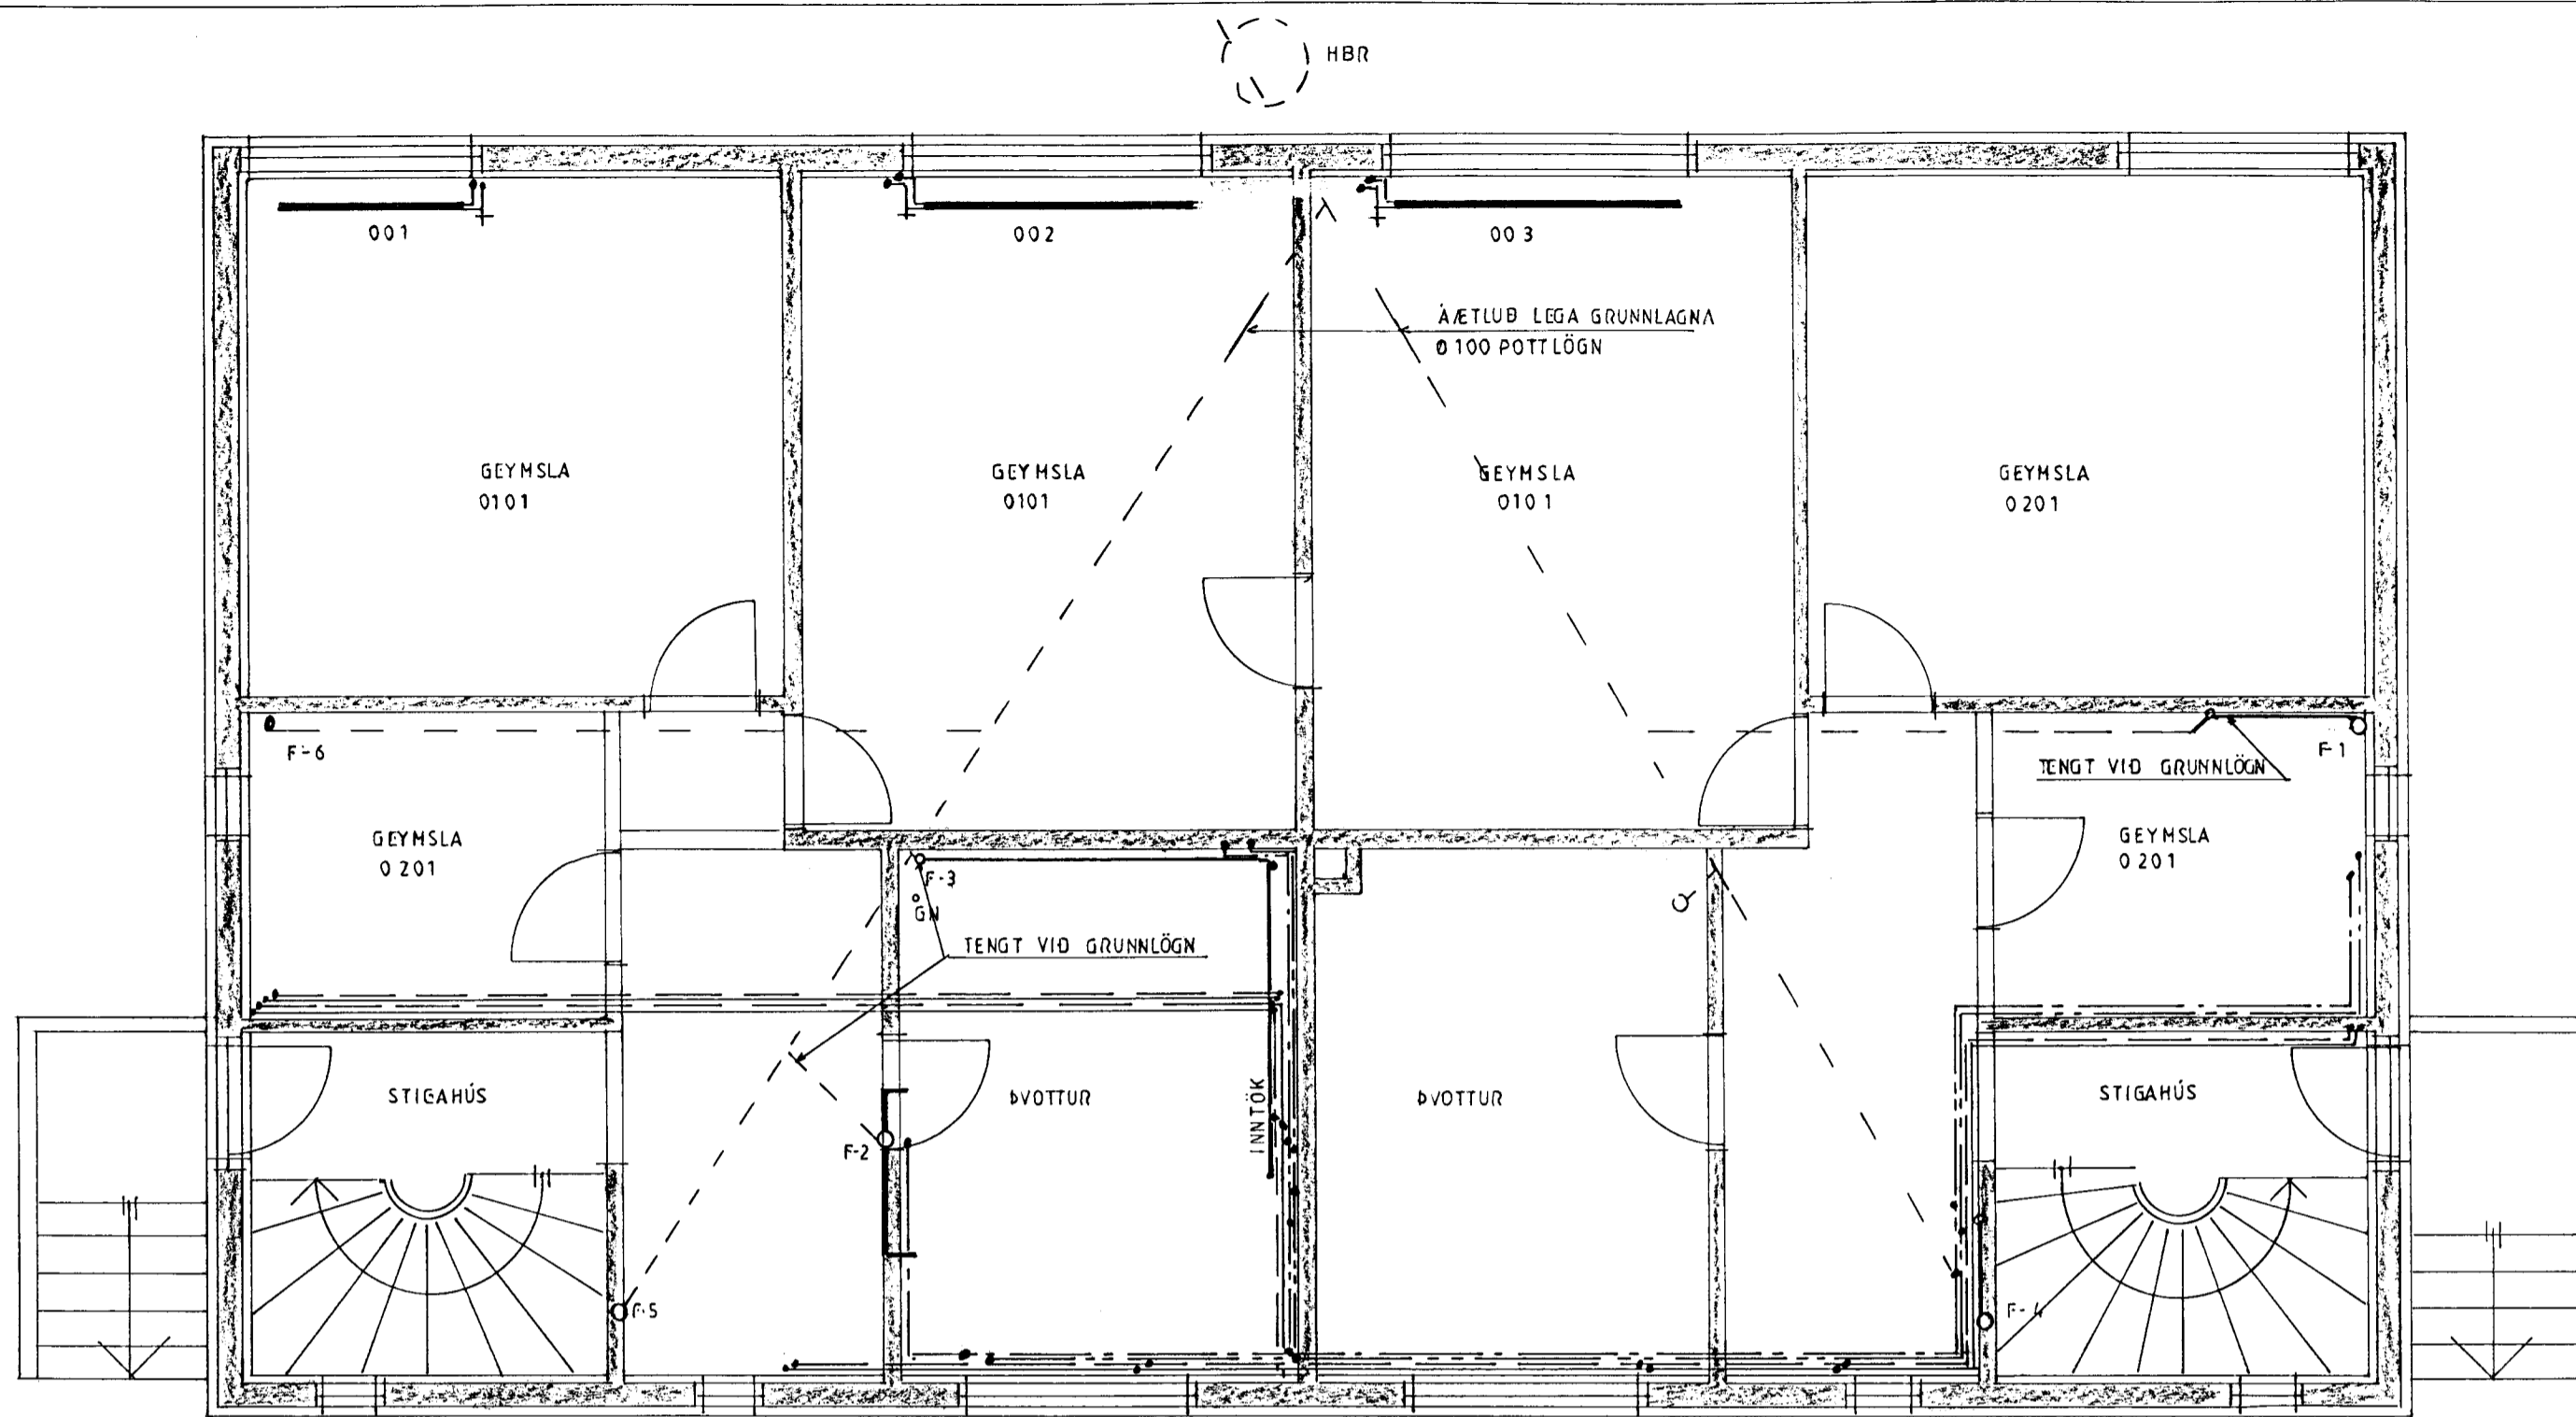 HBR
001
002
003
ÁÆTLUÐ LEGA GRUNNLAGNA
Ø 100 POTTLÖGN
GEYMSLA
0101
GEYMSLA
0101
GEYMSLA
0101
GEYMSLA
0201
F-6
F-1
TENGT VIÐ GRUNNLÖGN
GEYMSLA
0201
GEYMSLA
0201
F-3
GN
TENGT VIÐ GRUNNLÖGN
STIGAHÚS
ÞVOTTUR
INNTÖK
ÞVOTTUR
STIGAHÚS
F-2
F-5
F-4